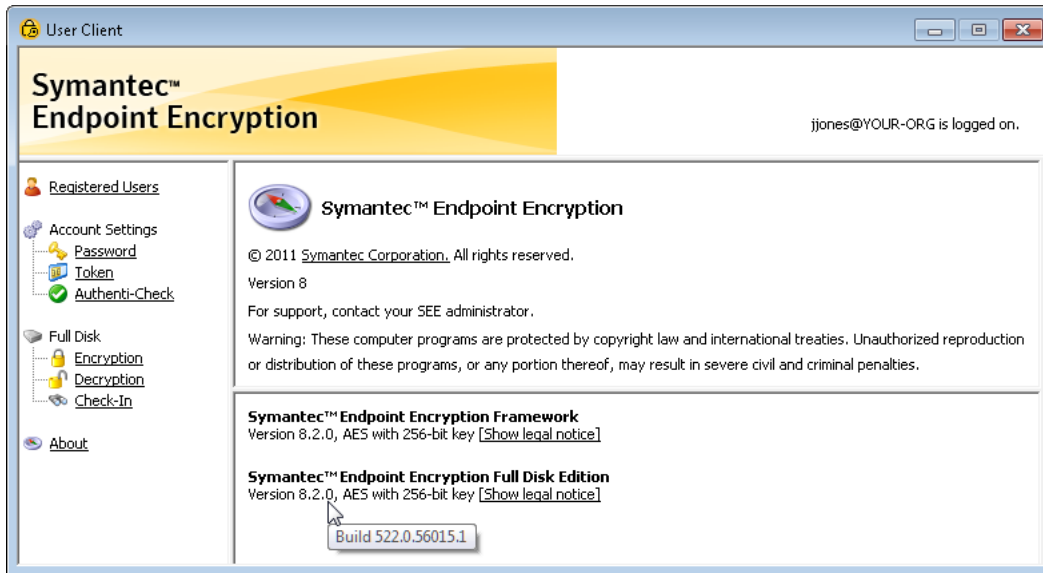 User Client
Symantec™
Endpoint Encryption
jjones@YOUR-ORG is logged on.
Registered Users
Account Settings
Password
Token
Authenti-Check
Full Disk
Encryption
Decryption
Check-In
About
Symantec™ Endpoint Encryption
© 2011 Symantec Corporation. All rights reserved.
Version 8
For support, contact your SEE administrator.
Warning: These computer programs are protected by copyright law and international treaties. Unauthorized reproduction
or distribution of these programs, or any portion thereof, may result in severe civil and criminal penalties.
Symantec™ Endpoint Encryption Framework
Version 8.2.0, AES with 256-bit key [Show legal notice]
Symantec™ Endpoint Encryption Full Disk Edition
Version 8.2.0, AES with 256-bit key [Show legal notice]
Build 522.0.56015.1